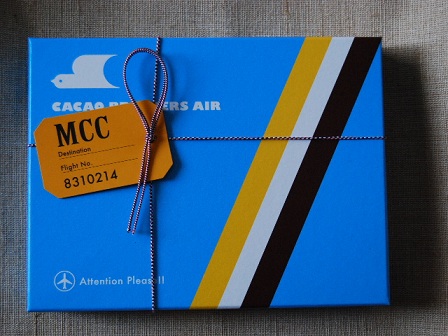 CACAO AIR
MCC
Destination
Flight No.
8310214
Attention Please!!